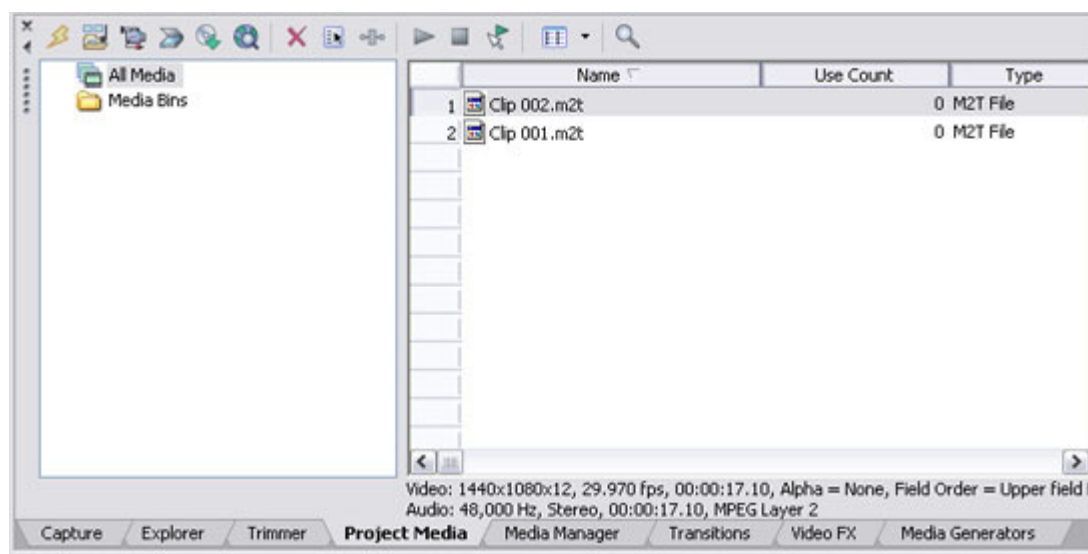 All Media
Media Bins
Name Use Count Type
1 Clip 002.m2t 0 M2T File
2 Clip 001.m2t 0 M2T File
Video: 1440x1080x12, 29.970 fps, 00:00:17.10, Alpha = None, Field Order = Upper field
Audio: 48,000 Hz, Stereo, 00:00:17.10, MPEG Layer 2
Capture Explorer Trimmer Project Media Media Manager Transitions Video FX Media Generators